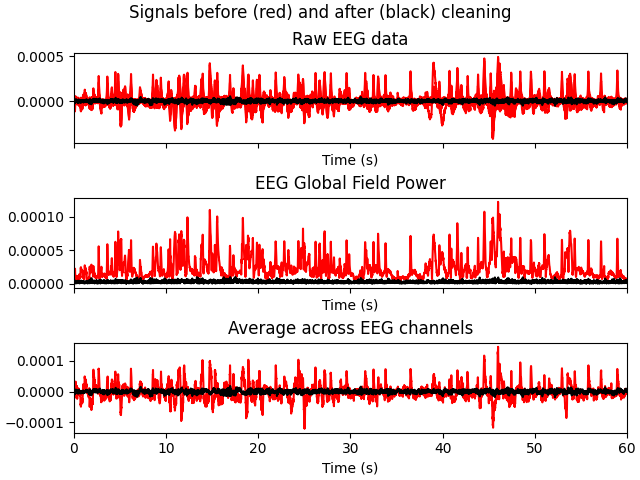 Signals before (red) and after (black) cleaning
Raw EEG data
0.0005
0.0000
Time (s)
EEG Global Field Power
0.00010
0.00005
0.00000
Time (s)
Average across EEG channels
0.0001
0.0000
−0.0001
0 10 20 30 40 50 60
Time (s)